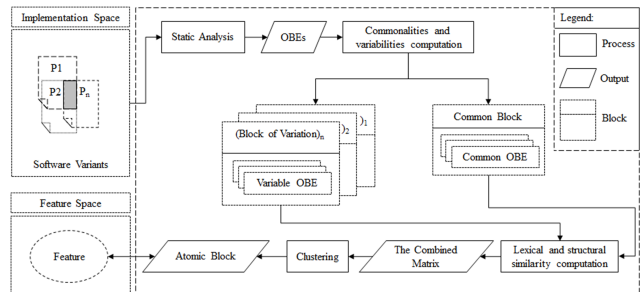 Implementation Space
P1
P2
Pn
Software Variants
Static Analysis
OBEs
Commonalities and
variabilities computation
Legend:
Process
Output
Block
)1
)2
(Block of Variation)n
Variable OBE
Common Block
Common OBE
Feature Space
Feature
Atomic Block
Clustering
The Combined
Matrix
Lexical and structural
similarity computation